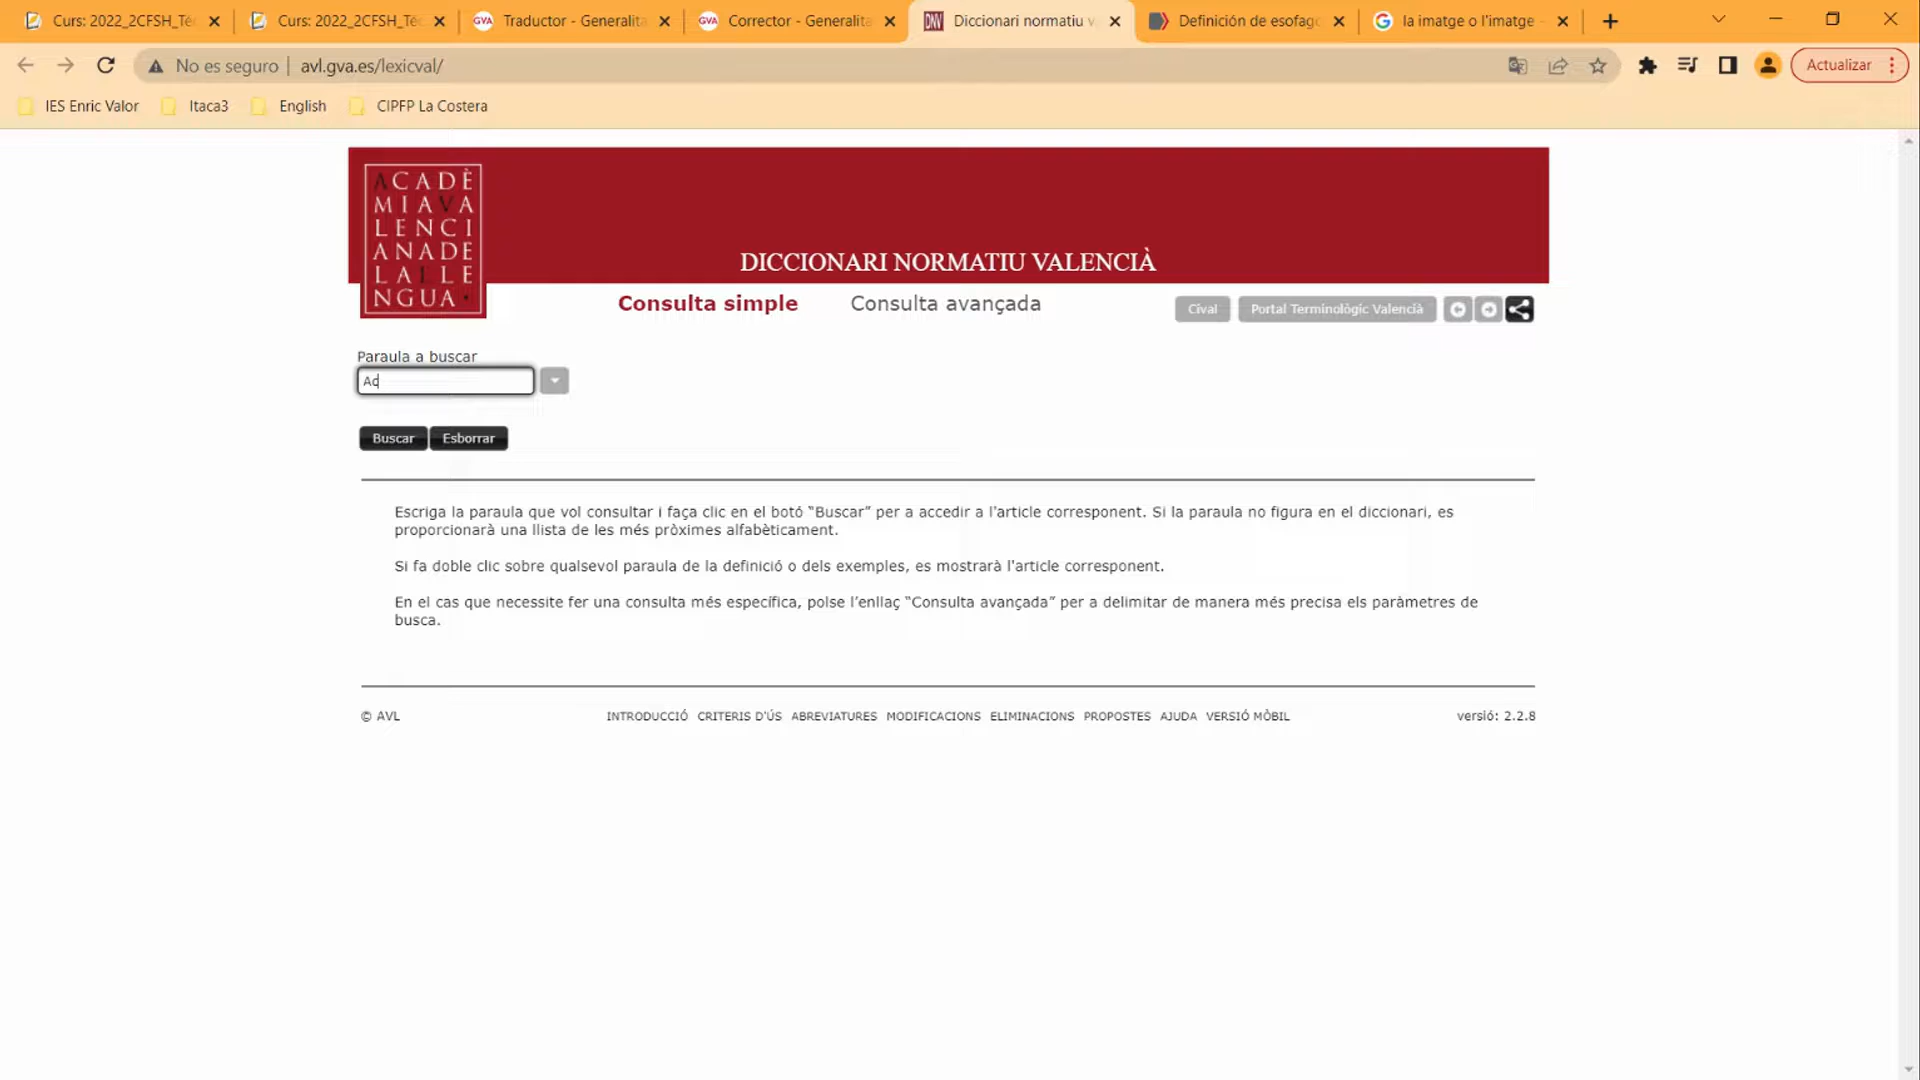 Curs: 2022_2CFSH_Tèc
Curs: 2022_2CFSH_Tèc
GVA Traductor - Generalita
GVA Corrector - Generalita
DNV Diccionari normatiu v
Definición de esofago
la imatge o l'imatge -
No es seguro
avl.gva.es/lexicval/
Actualizar
IES Enric Valor
Itaca3
English
CIPFP La Costera
ACADÈ
MIAVA
LENCI
ANADE
LALLE
NGUA·
DICCIONARI NORMATIU VALENCIÀ
Consulta simple
Consulta avançada
Cival
Portal Terminològic Valencià
Paraula a buscar
Ad
Buscar
Esborrar
Escriga la paraula que vol consultar i faça clic en el botó “Buscar” per a accedir a l'article corresponent. Si la paraula no figura en el diccionari, es
proporcionarà una llista de les més pròximes alfabèticament.
Si fa doble clic sobre qualsevol paraula de la definició o dels exemples, es mostrarà l'article corresponent.
En el cas que necessite fer una consulta més específica, polse l’enllaç “Consulta avançada” per a delimitar de manera més precisa els paràmetres de
busca.
© AVL
INTRODUCCIÓ CRITERIS D'ÚS ABREVIATURES MODIFICACIONS ELIMINACIONS PROPOSTES AJUDA VERSIÓ MÒBIL
versió: 2.2.8